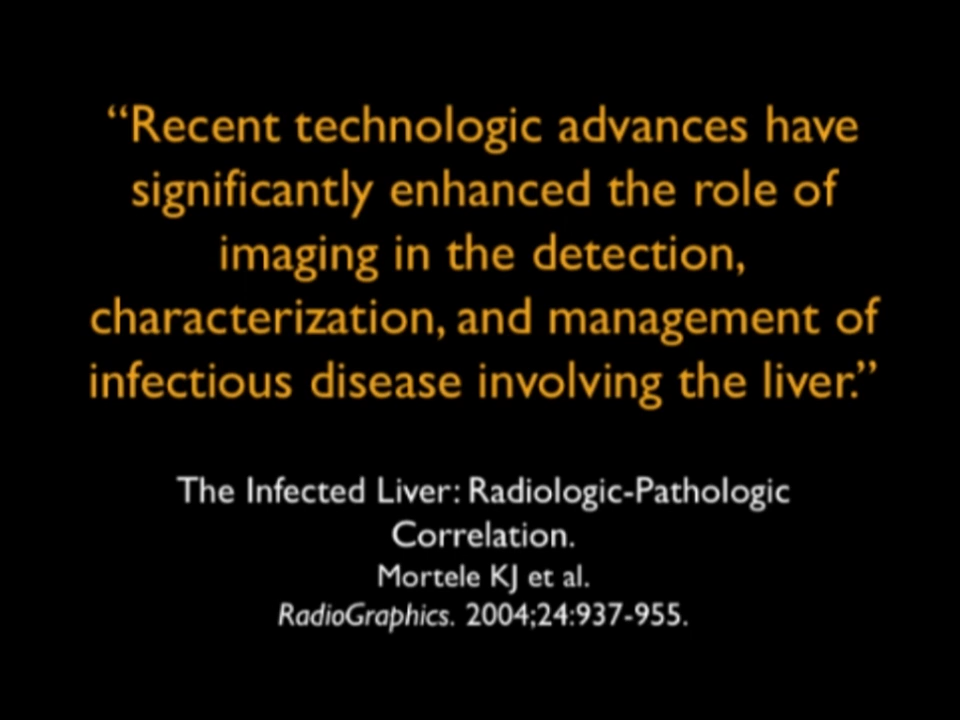 “Recent technologic advances have
significantly enhanced the role of
imaging in the detection,
characterization, and management of
infectious disease involving the liver.”
The Infected Liver: Radiologic-Pathologic
Correlation.
Mortele KJ et al.
RadioGraphics. 2004;24:937-955.